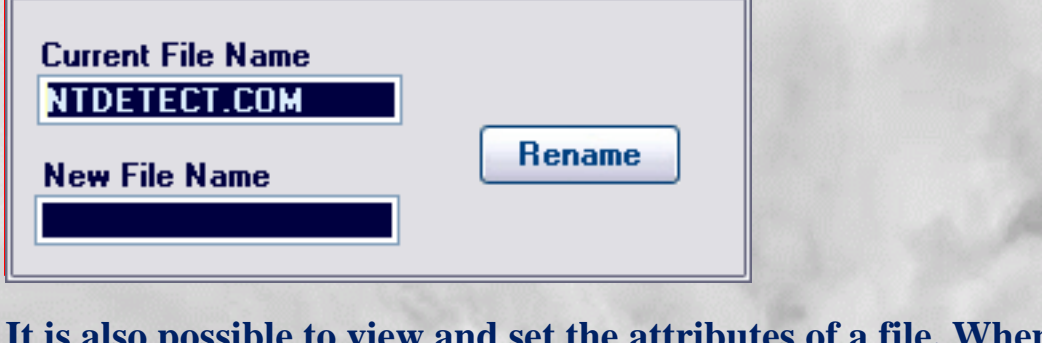 Current File Name
NTDETECT.COM
Rename
New File Name
It is also possible to view and set the attributes of a file. When